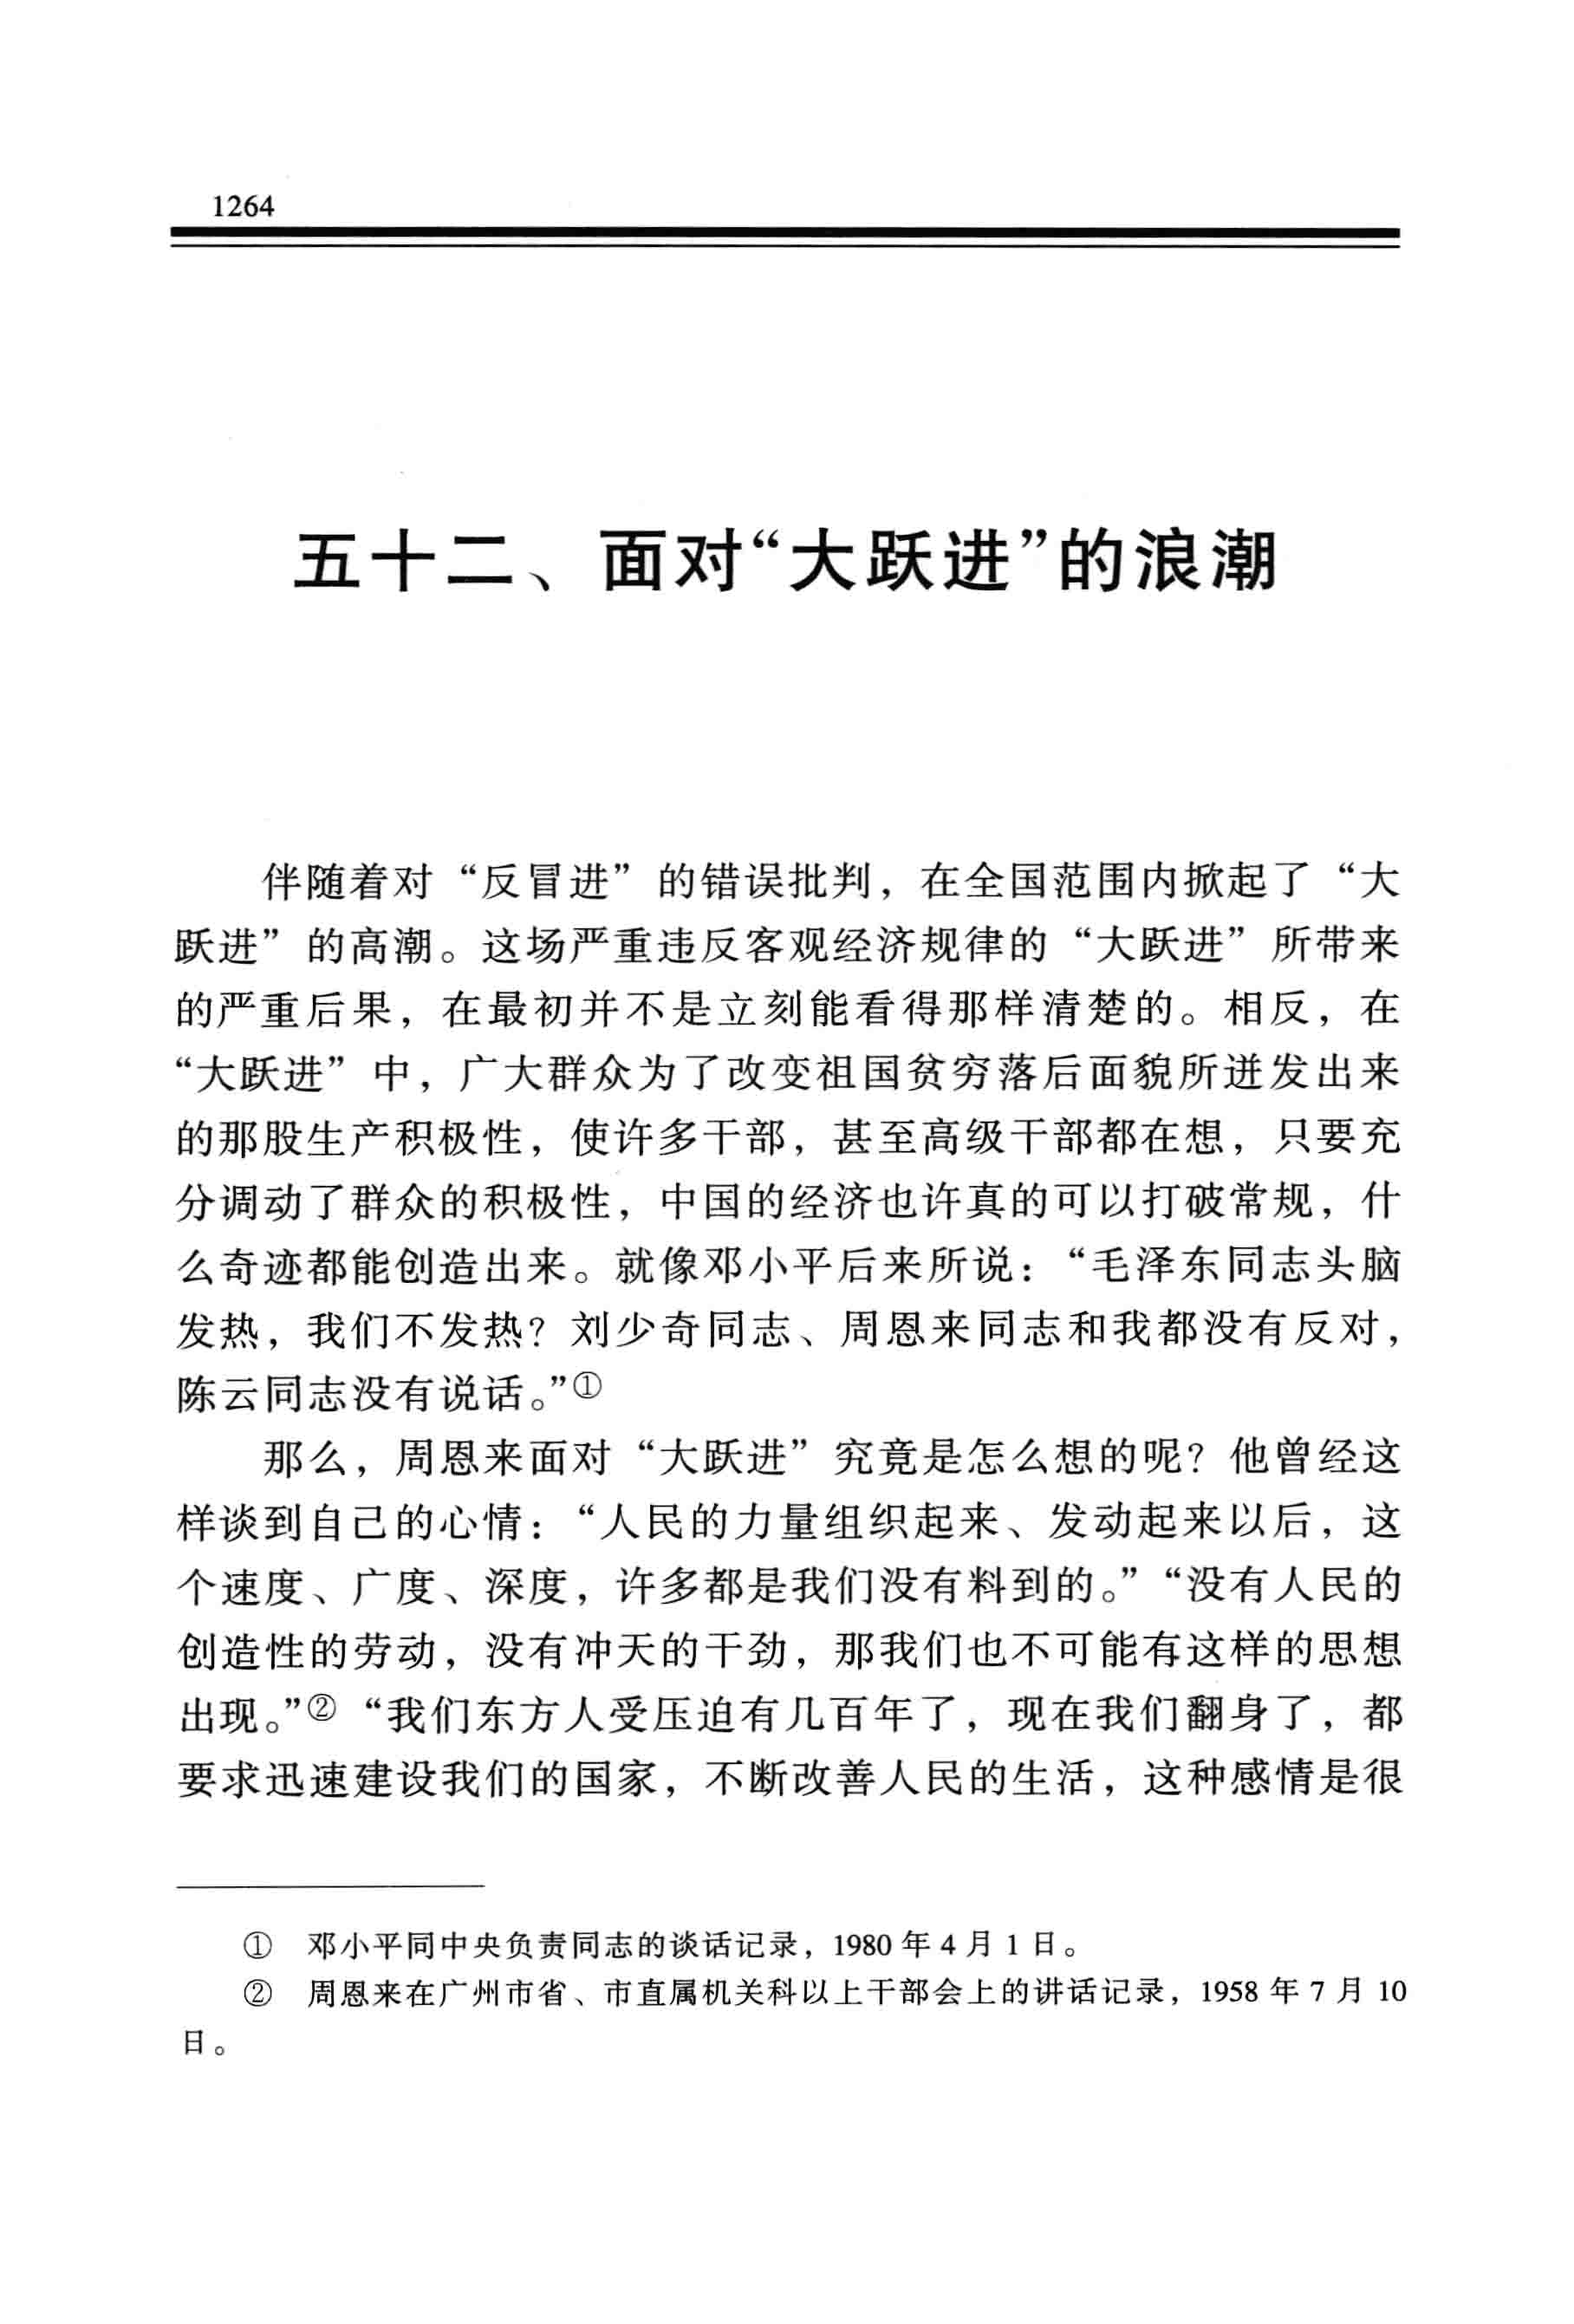 1264
五十二、面对“大跃进”的浪潮
伴随着对“反冒进”的错误批判，在全国范围内掀起了“大
跃进”的高潮。这场严重违反客观经济规律的“大跃进”所带来
的严重后果，在最初并不是立刻能看得那样清楚的。相反，在
“大跃进”中，广大群众为了改变祖国贫穷落后面貌所迸发出来
的那股生产积极性，使许多干部，甚至高级干部都在想，只要充
分调动了群众的积极性，中国的经济也许真的可以打破常规，什
么奇迹都能创造出来。就像邓小平后来所说：“毛泽东同志头脑
发热，我们不发热？刘少奇同志、周恩来同志和我都没有反对，
陈云同志没有说话。”①
那么，周恩来面对“大跃进”究竟是怎么想的呢？他曾经这
样谈到自己的心情：“人民的力量组织起来、发动起来以后，这
个速度、广度、深度，许多都是我们没有料到的。”“没有人民的
创造性的劳动，没有冲天的干劲，那我们也不可能有这样的思想
出现。”②“我们东方人受压迫有几百年了，现在我们翻身了，都
要求迅速建设我们的国家，不断改善人民的生活，这种感情是很
① 邓小平同中央负责同志的谈话记录，1980年4月1日。
② 周恩来在广州市省、市直属机关科以上干部会上的讲话记录，1958年7月10
日。